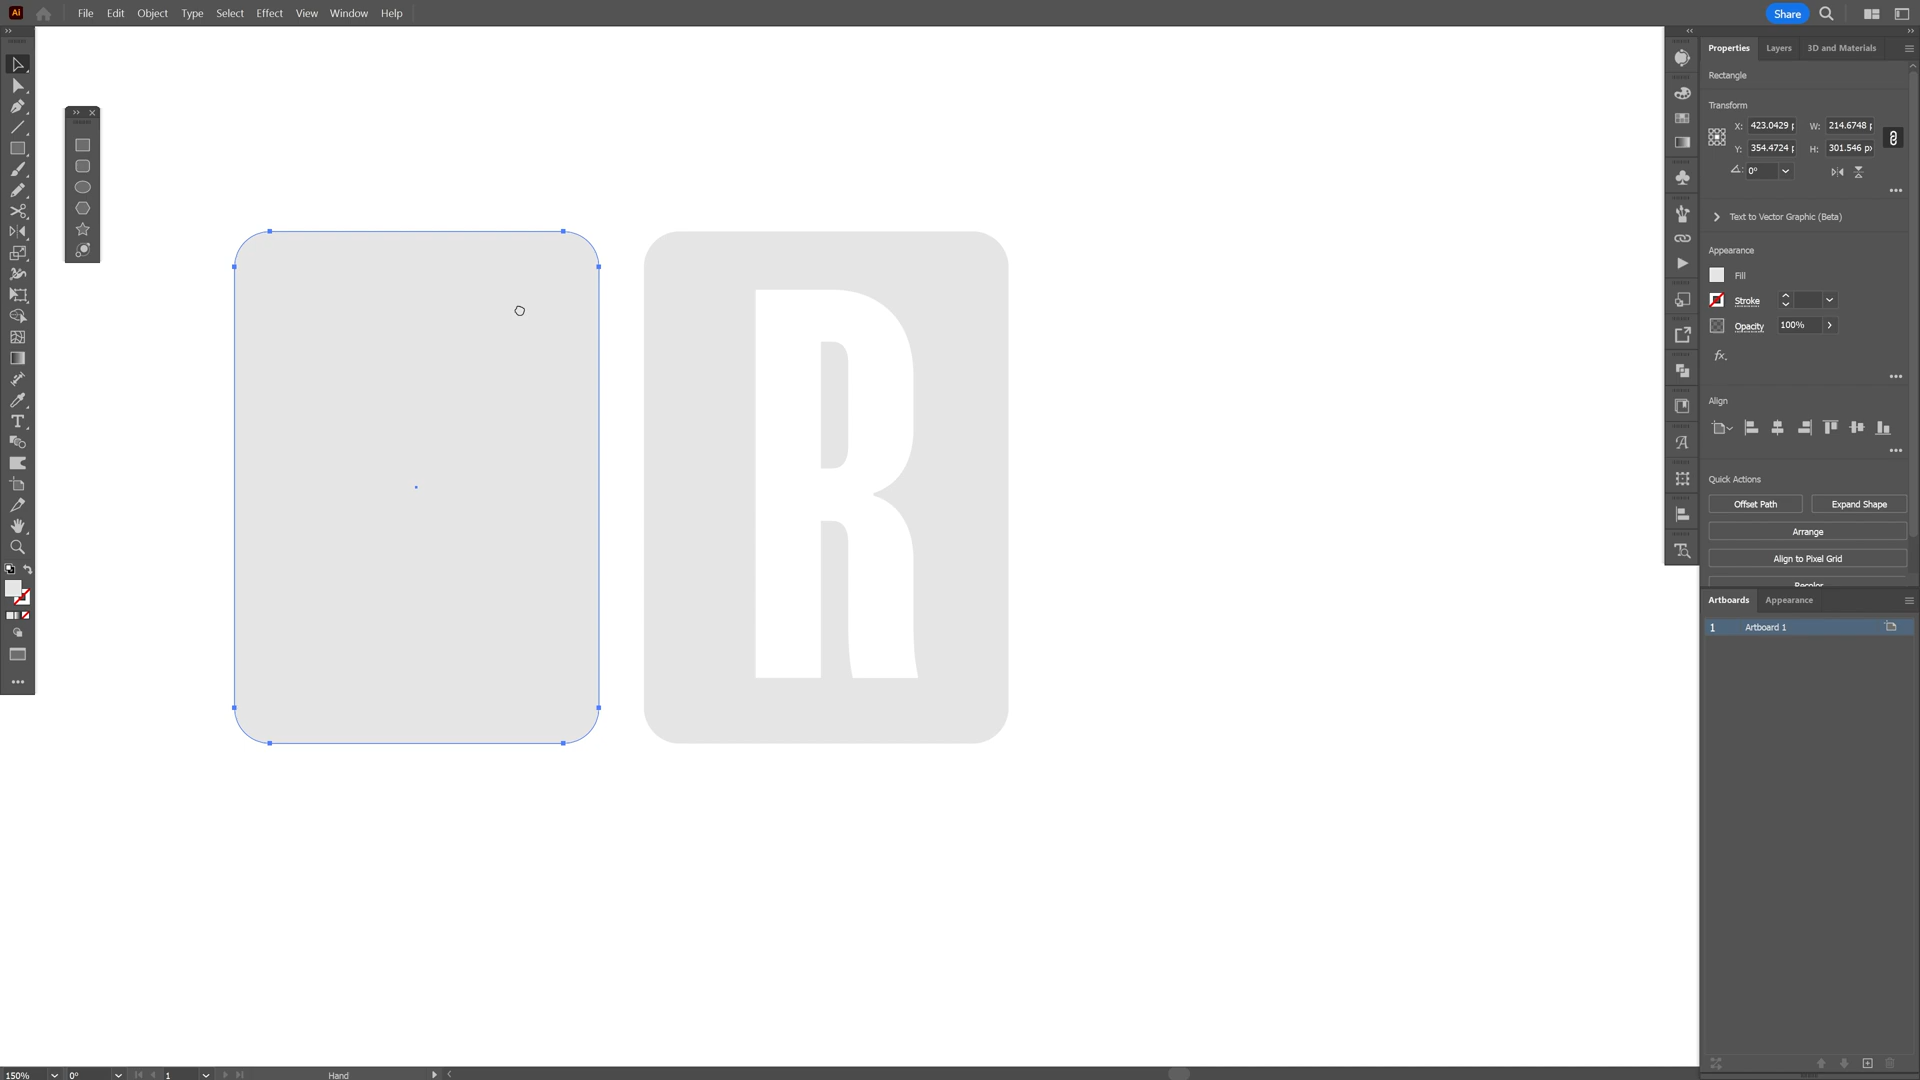 Ai File Edit Object Type Select Effect View Window Help Share
Properties Layers 3D and Materials
Rectangle
Transform
X: 423.0429 p W: 214.6748 p
Y: 354.4724 p H: 301.546 px
0°
Text to Vector Graphic (Beta)
Appearance
Fill
Stroke
Opacity 100%
fx.
Align
Quick Actions
Offset Path Expand Shape
Arrange
Align to Pixel Grid
Recolor
R
Artboards Appearance
1 Artboard 1
150% 0° 1 Hand